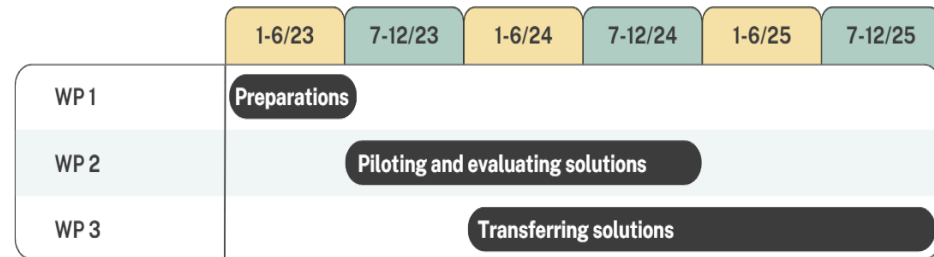 1-6/23 7-12/23 1-6/24 7-12/24 1-6/25 7-12/25
WP 1 Preparations
WP 2 Piloting and evaluating solutions
WP 3 Transferring solutions